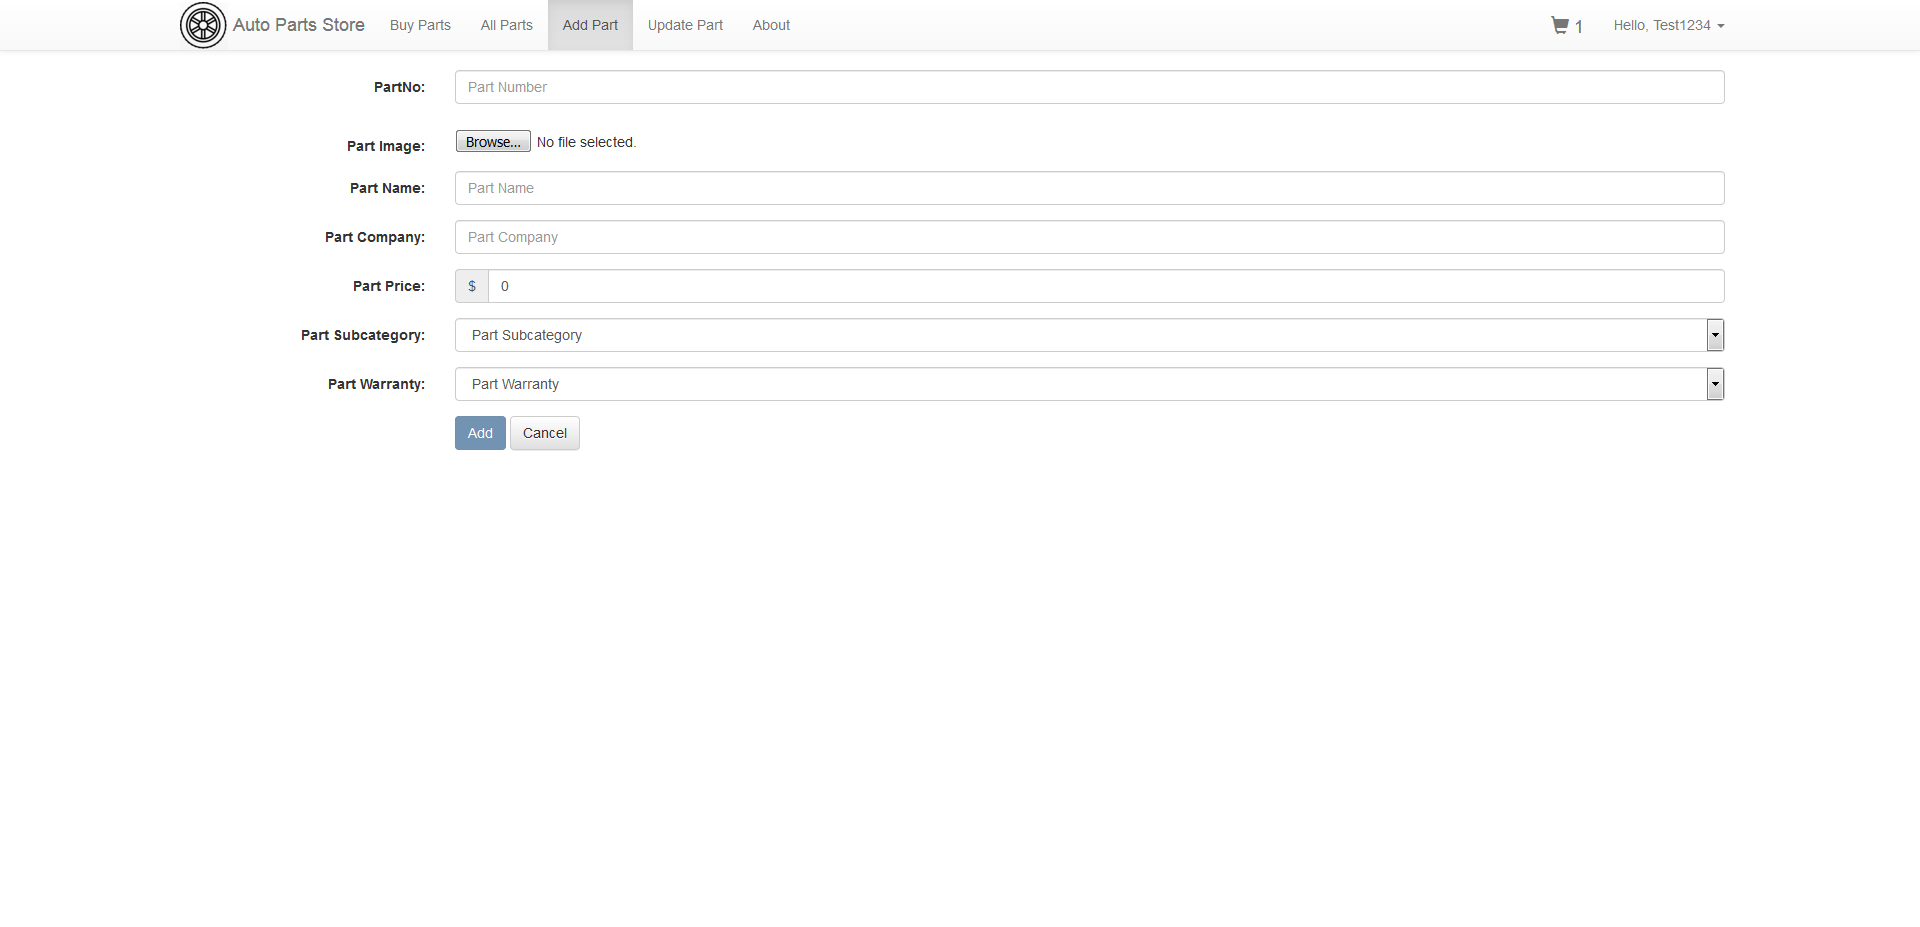 Auto Parts Store Buy Parts All Parts Add Part Update Part About 1 Hello, Test1234
PartNo: Part Number
Part Image: Browse... No file selected.
Part Name: Part Name
Part Company: Part Company
Part Price: $ 0
Part Subcategory: Part Subcategory
Part Warranty: Part Warranty
Add Cancel